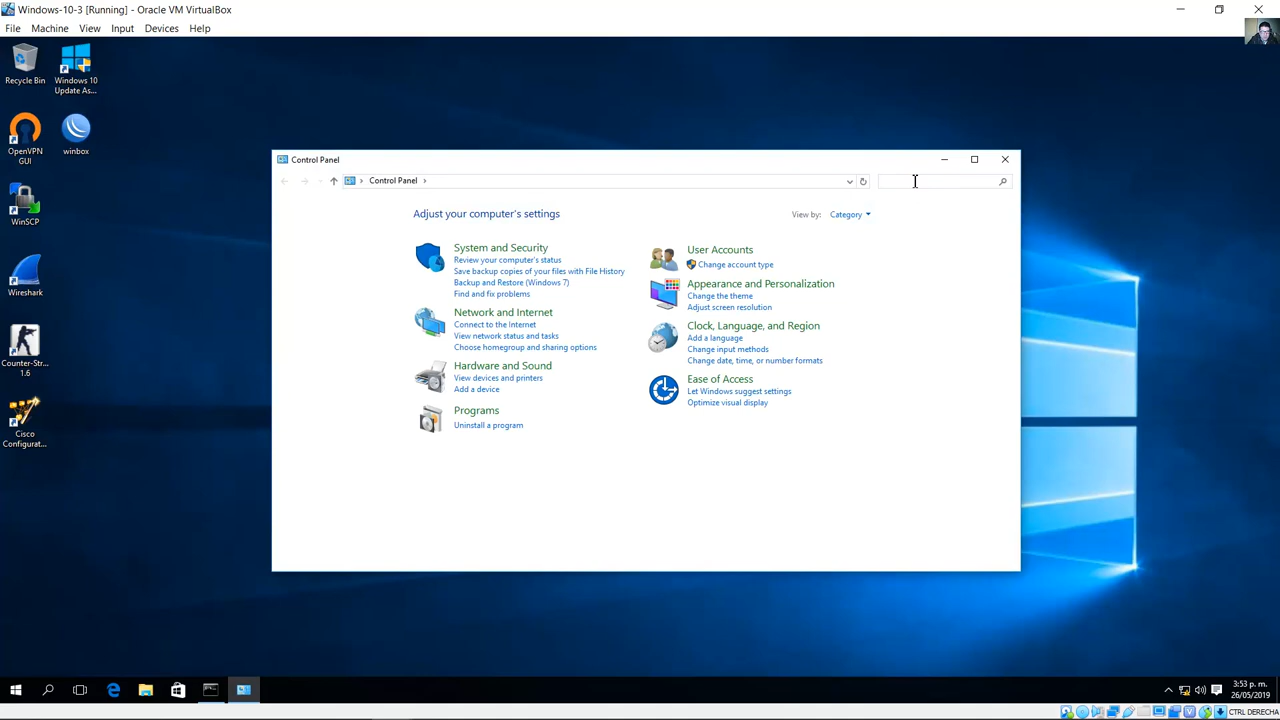 Windows-10-3 [Running] - Oracle VM VirtualBox
File Machine View Input Devices Help
Recycle Bin
Windows 10
Update As...
OpenVPN
GUI
winbox
WinSCP
Wireshark
Counter-Str...
1.6
Cisco
Configurat...
Control Panel
Control Panel
Adjust your computer's settings
View by: Category
System and Security
Review your computer's status
Save backup copies of your files with File History
Backup and Restore (Windows 7)
Find and fix problems
Network and Internet
Connect to the Internet
View network status and tasks
Choose homegroup and sharing options
Hardware and Sound
View devices and printers
Add a device
Programs
Uninstall a program
User Accounts
Change account type
Appearance and Personalization
Change the theme
Adjust screen resolution
Clock, Language, and Region
Add a language
Change input methods
Change date, time, or number formats
Ease of Access
Let Windows suggest settings
Optimize visual display
3:53 p. m.
26/05/2019
CTRL DERECHA